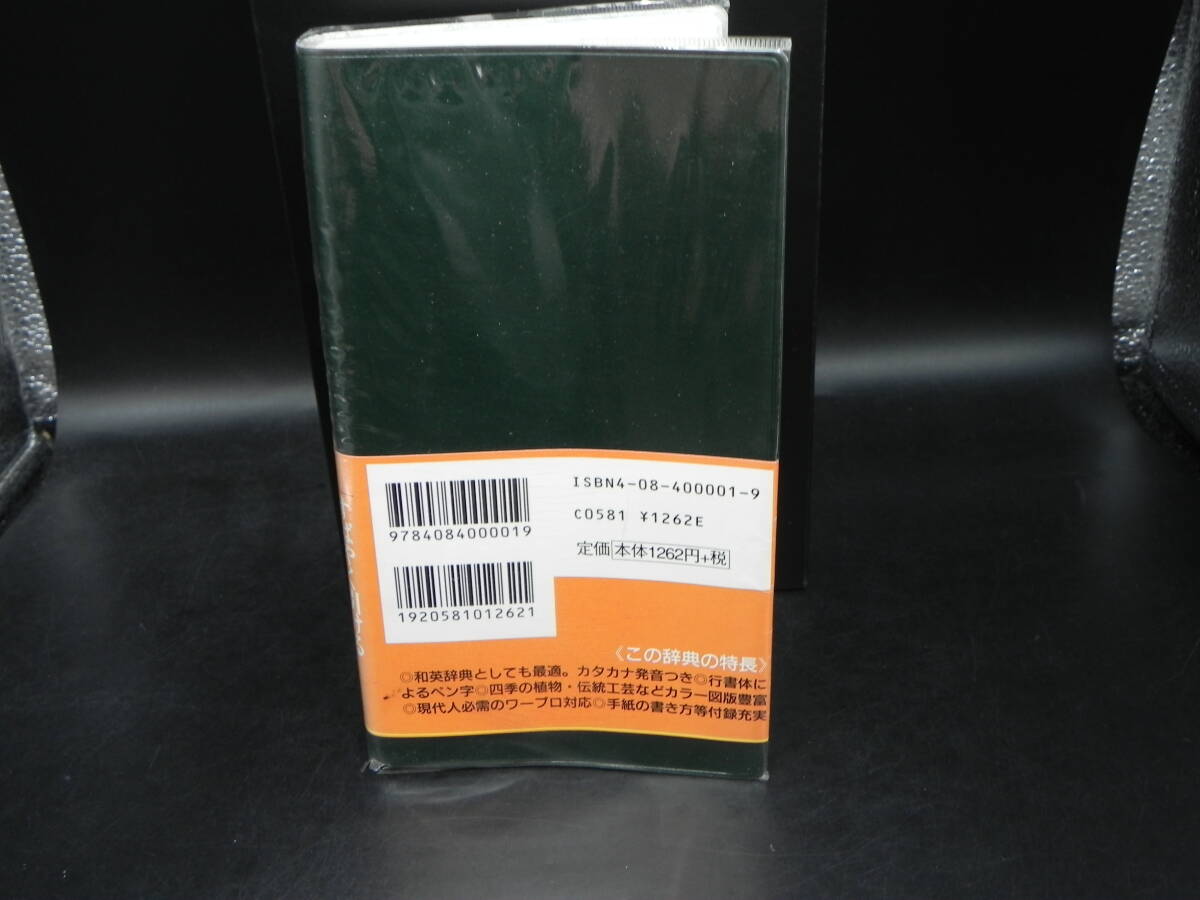 ISBN4-08-400001-9
C0581 ¥1262E
定価 本体1262円+税
9784084000019
1920581012621
《この辞典の特長》
◎和英辞典としても最適。カタカナ発音つき◎行書体に
よるペン字◎四季の植物・伝統工芸などカラー図版豊富
◎現代人必需のワープロ対応◎手紙の書き方等付録充実